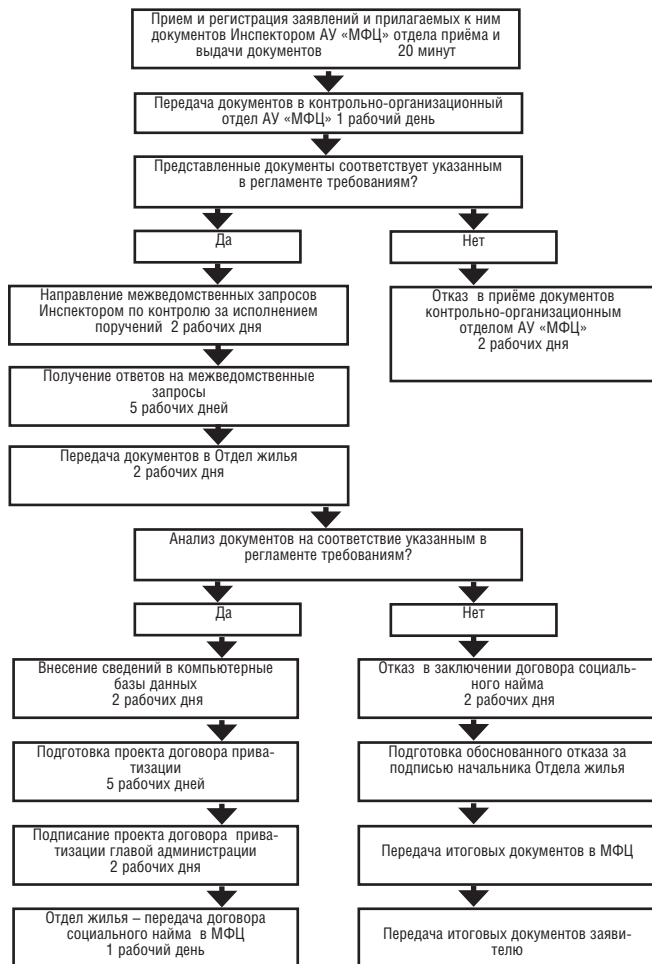 Прием и регистрация заявлений и прилагаемых к ним
документов Инспектором АУ «МФЦ» отдела приёма и
выдачи документов 20 минут
Передача документов в контрольно-организационный
отдел АУ «МФЦ» 1 рабочий день
Представленные документы соответствует указанным
в регламенте требованиям?
Да
Нет
Направление межведомственных запросов
Инспектором по контролю за исполнением
поручений 2 рабочих дня
Отказ в приёме документов
контрольно-организационным
отделом АУ «МФЦ»
2 рабочих дня
Получение ответов на межведомственные
запросы
5 рабочих дней
Передача документов в Отдел жилья
2 рабочих дня
Анализ документов на соответствие указанным в
регламенте требованиям?
Да
Нет
Внесение сведений в компьютерные
базы данных
2 рабочих дня
Отказ в заключении договора социаль-
ного найма
2 рабочих дня
Подготовка проекта договора прива-
тизации
5 рабочих дней
Подготовка обоснованного отказа за
подписью начальника Отдела жилья
Подписание проекта договора прива-
тизации главой администрации
2 рабочих дня
Передача итоговых документов в МФЦ
Отдел жилья – передача договора
социального найма в МФЦ
1 рабочий день
Передача итоговых документов заяви-
телю